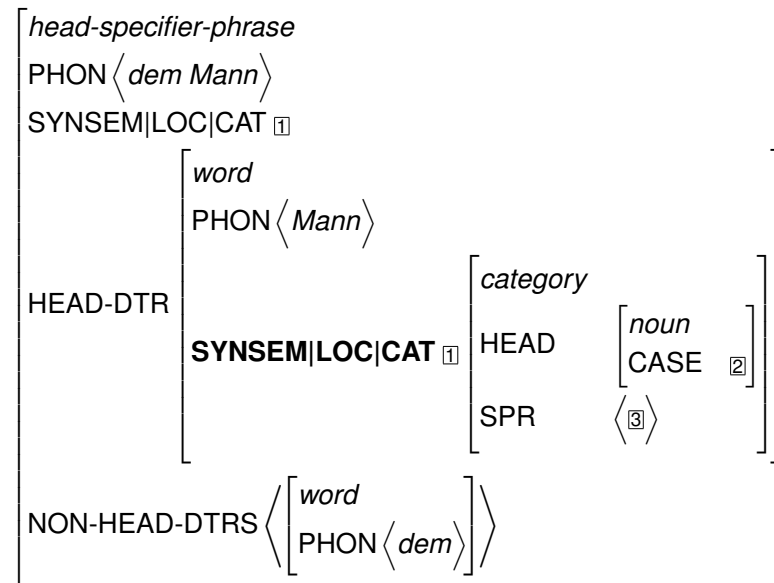 head-specifier-phrase
PHON ⟨ dem Mann ⟩
SYNSEM|LOC|CAT 1
HEAD-DTR
word
PHON ⟨ Mann ⟩
SYNSEM|LOC|CAT 1
category
HEAD
noun
CASE 2
SPR ⟨ 3 ⟩
NON-HEAD-DTRS
word
PHON ⟨ dem ⟩